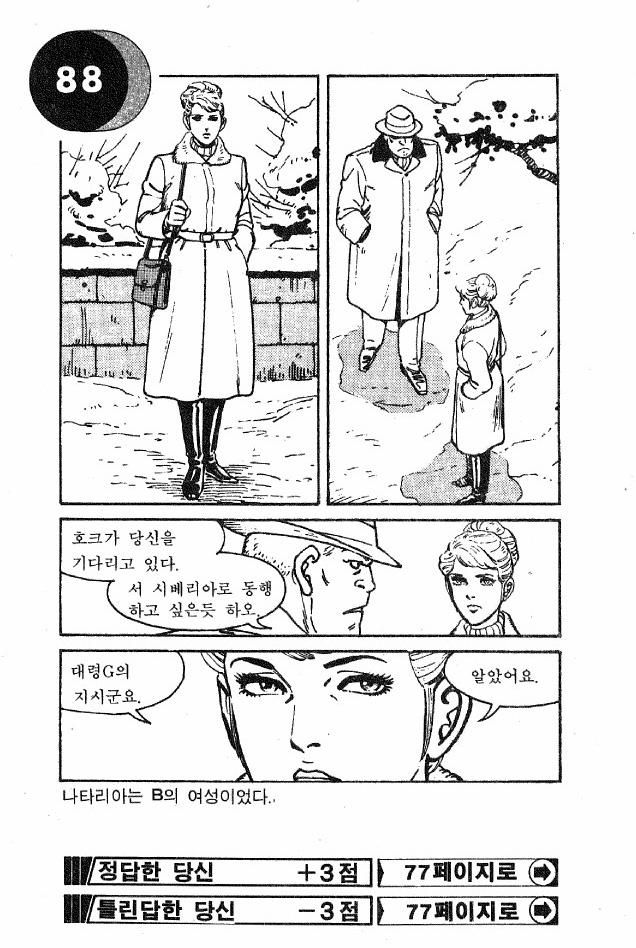 88
호크가 당신을
기다리고 있다.
서 시베리아로 동행
하고 싶은듯 하오.
대령G의
지시군요.
알았어요.
나타리아는 B의 여성이었다.
정답한 당신 +3점 77페이지로
틀린답한 당신 -3점 77페이지로